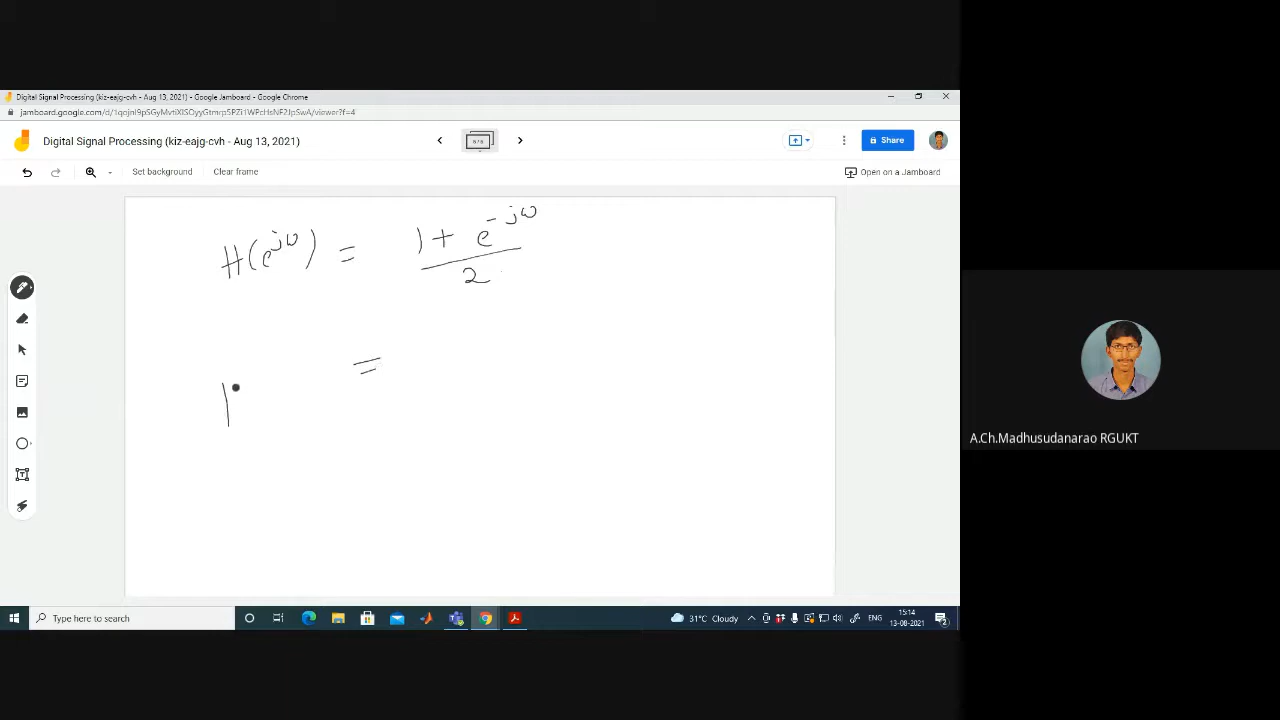 Digital Signal Processing (kiz-eajg-cvh - Aug 13, 2021) - Google Jamboard - Google Chrome
Digital Signal Processing (kiz-eajg-cvh - Aug 13, 2021)
Share
Set background Clear frame
Open on a Jamboard
H(e^{jω}) = (1 + e^{-jω}) / 2
=
|
A.Ch.Madhusudanarao RGUKT
Type here to search
31°C Cloudy
ENG
15:14
13-08-2021
2